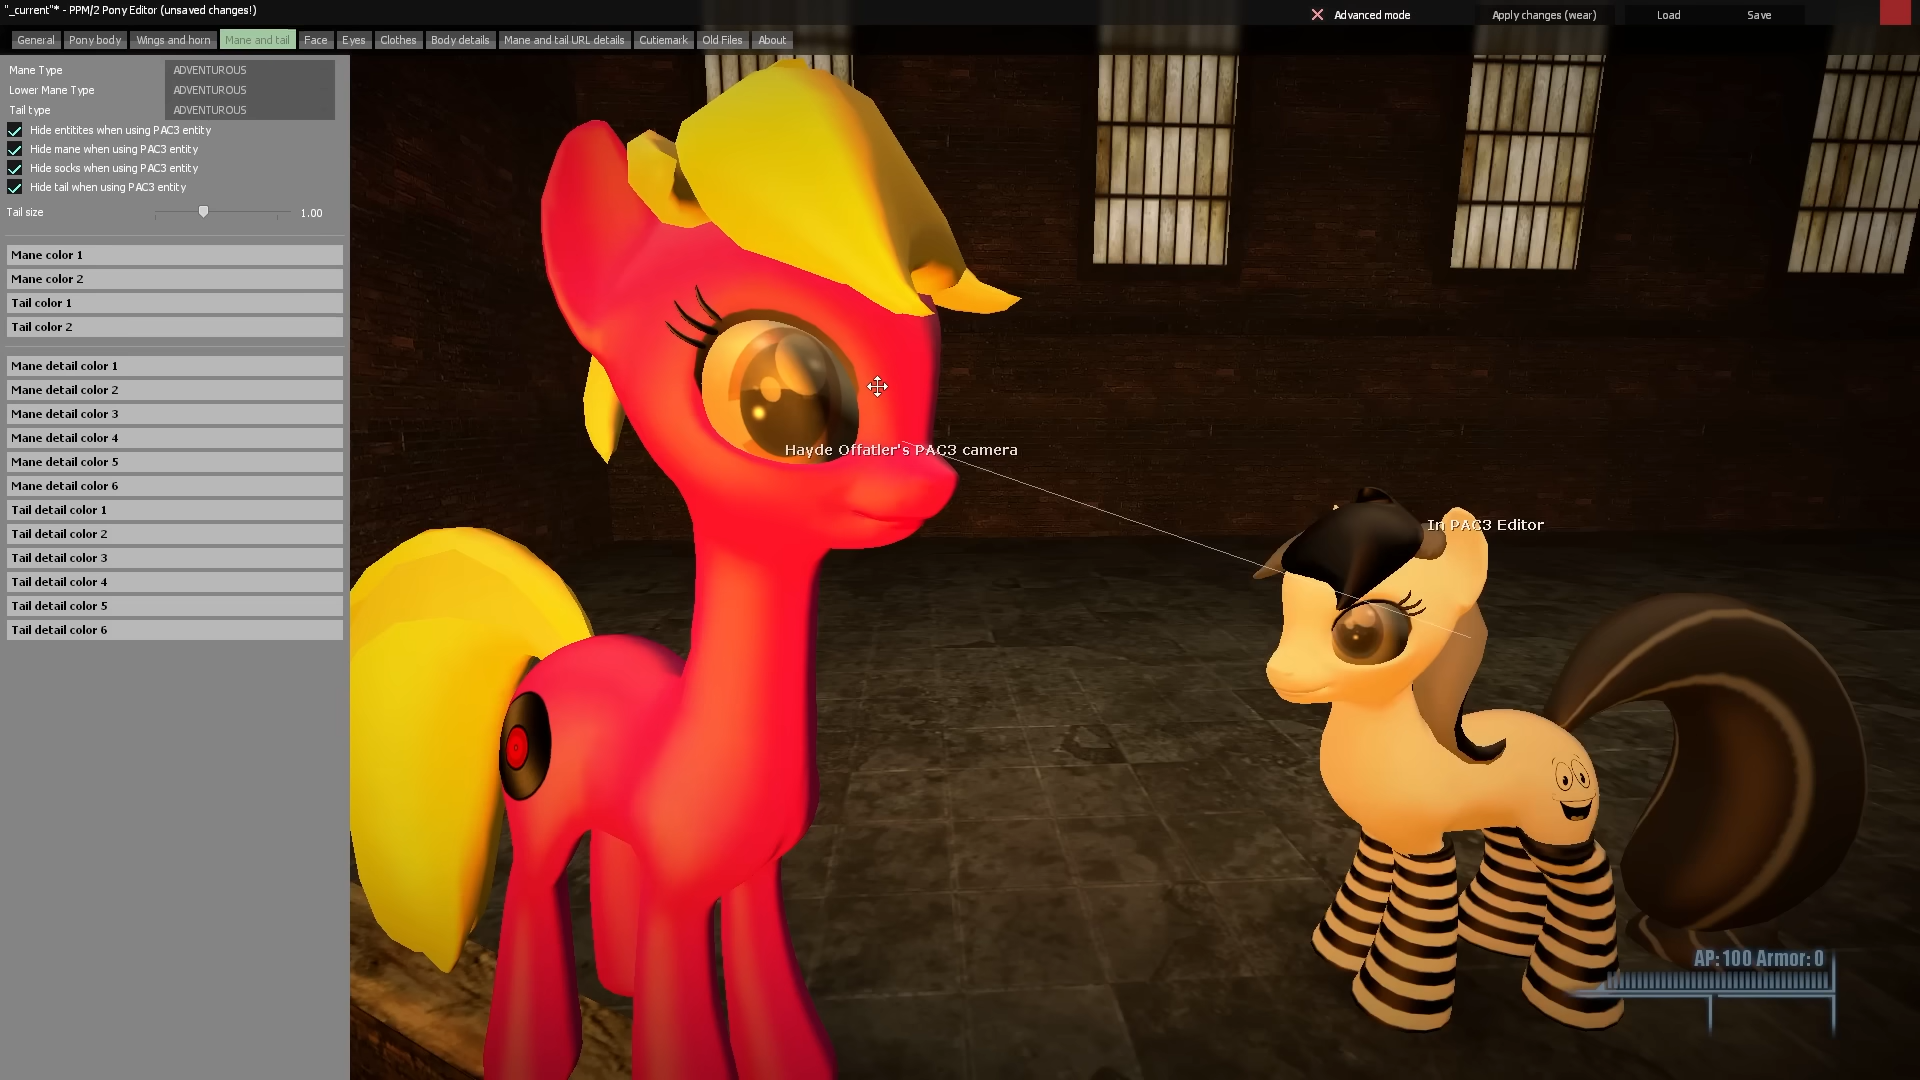 "_current"* - PPM/2 Pony Editor (unsaved changes!)
Advanced mode
Apply changes (wear)
Load
Save
General
Pony body
Wings and horn
Mane and tail
Face
Eyes
Clothes
Body details
Mane and tail URL details
Cutiemark
Old Files
About
Mane Type
ADVENTUROUS
Lower Mane Type
ADVENTUROUS
Tail type
ADVENTUROUS
Hide entitites when using PAC3 entity
Hide mane when using PAC3 entity
Hide socks when using PAC3 entity
Hide tail when using PAC3 entity
Tail size
1.00
Mane color 1
Mane color 2
Tail color 1
Tail color 2
Mane detail color 1
Mane detail color 2
Mane detail color 3
Mane detail color 4
Mane detail color 5
Mane detail color 6
Tail detail color 1
Tail detail color 2
Tail detail color 3
Tail detail color 4
Tail detail color 5
Tail detail color 6
Hayde Offatler's PAC3 camera
In PAC3 Editor
AP: 100 Armor: 0